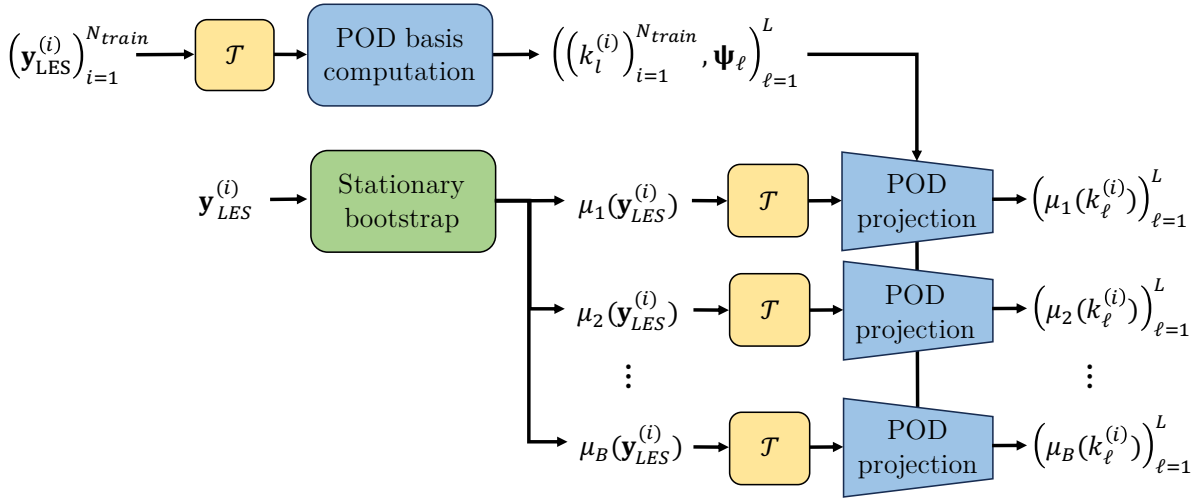 (𝐲_LES^(i))_{i=1}^{N_train} 𝒯 POD basis computation ((k_l^(i))_{i=1}^{N_train}, 𝛙_ℓ)_{ℓ=1}^{L}
𝐲_LES^(i) Stationary bootstrap μ_1(𝐲_LES^(i)) 𝒯 POD projection (μ_1(k_ℓ^(i)))_{ℓ=1}^{L}
μ_2(𝐲_LES^(i)) 𝒯 POD projection (μ_2(k_ℓ^(i)))_{ℓ=1}^{L}
⋮ ⋮
μ_B(𝐲_LES^(i)) 𝒯 POD projection (μ_B(k_ℓ^(i)))_{ℓ=1}^{L}